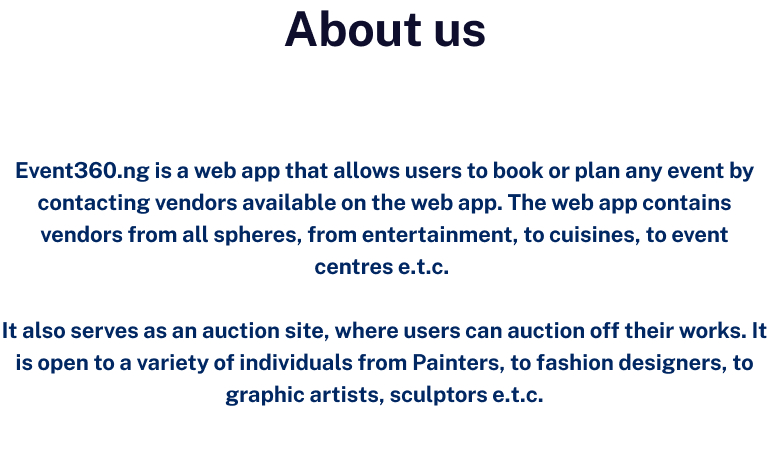 About us
Event360.ng is a web app that allows users to book or plan any event by
contacting vendors available on the web app. The web app contains
vendors from all spheres, from entertainment, to cuisines, to event
centres e.t.c.
It also serves as an auction site, where users can auction off their works. It
is open to a variety of individuals from Painters, to fashion designers, to
graphic artists, sculptors e.t.c.